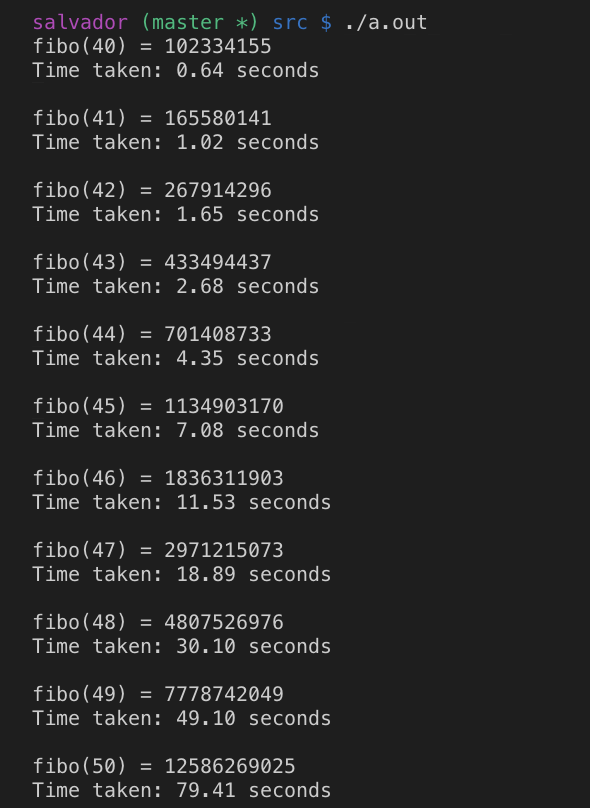 salvador (master *) src $ ./a.out
fibo(40) = 102334155
Time taken: 0.64 seconds
fibo(41) = 165580141
Time taken: 1.02 seconds
fibo(42) = 267914296
Time taken: 1.65 seconds
fibo(43) = 433494437
Time taken: 2.68 seconds
fibo(44) = 701408733
Time taken: 4.35 seconds
fibo(45) = 1134903170
Time taken: 7.08 seconds
fibo(46) = 1836311903
Time taken: 11.53 seconds
fibo(47) = 2971215073
Time taken: 18.89 seconds
fibo(48) = 4807526976
Time taken: 30.10 seconds
fibo(49) = 7778742049
Time taken: 49.10 seconds
fibo(50) = 12586269025
Time taken: 79.41 seconds